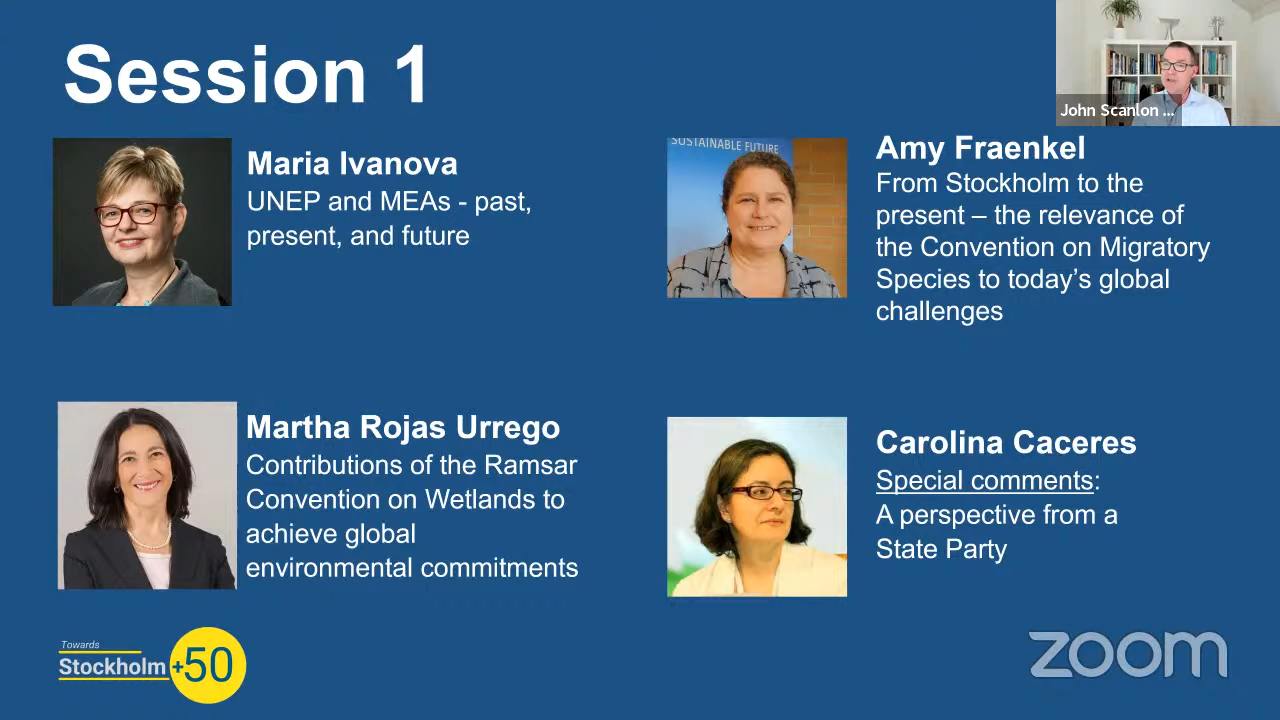 Session 1
John Scanlon ...
Maria Ivanova
UNEP and MEAs - past,
present, and future
SUSTAINABLE FUTURE
Amy Fraenkel
From Stockholm to the
present – the relevance of
the Convention on Migratory
Species to today’s global
challenges
Martha Rojas Urrego
Contributions of the Ramsar
Convention on Wetlands to
achieve global
environmental commitments
Carolina Caceres
Special comments:
A perspective from a
State Party
Towards
Stockholm+50
zoom